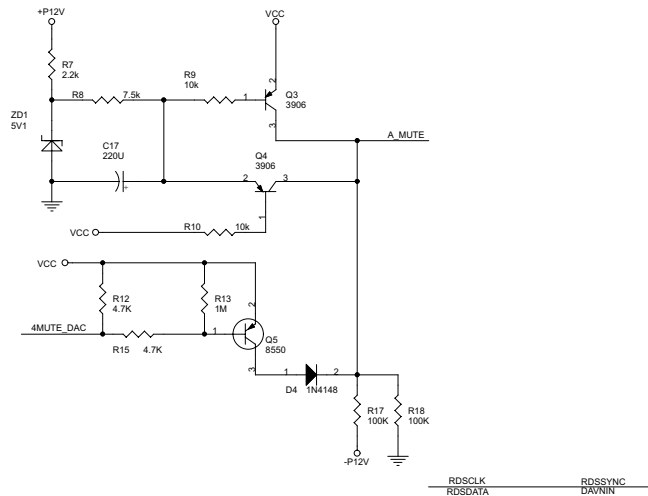 +P12V
VCC
R7
2.2k
R9
10k
2
R8
7.5k
1
Q3
3906
ZD1
5V1
3
A_MUTE
C17
220U
Q4
3906
+
2
3
1
VCC
R10
10k
VCC
R12
4.7K
R13
1M
2
4MUTE_DAC
1
Q5
8550
R15
4.7K
3
1
2
D4
1N4148
R17
100K
R18
100K
-P12V
RDSCLK
RDSSYNC
RDSDATA
DAVNIN